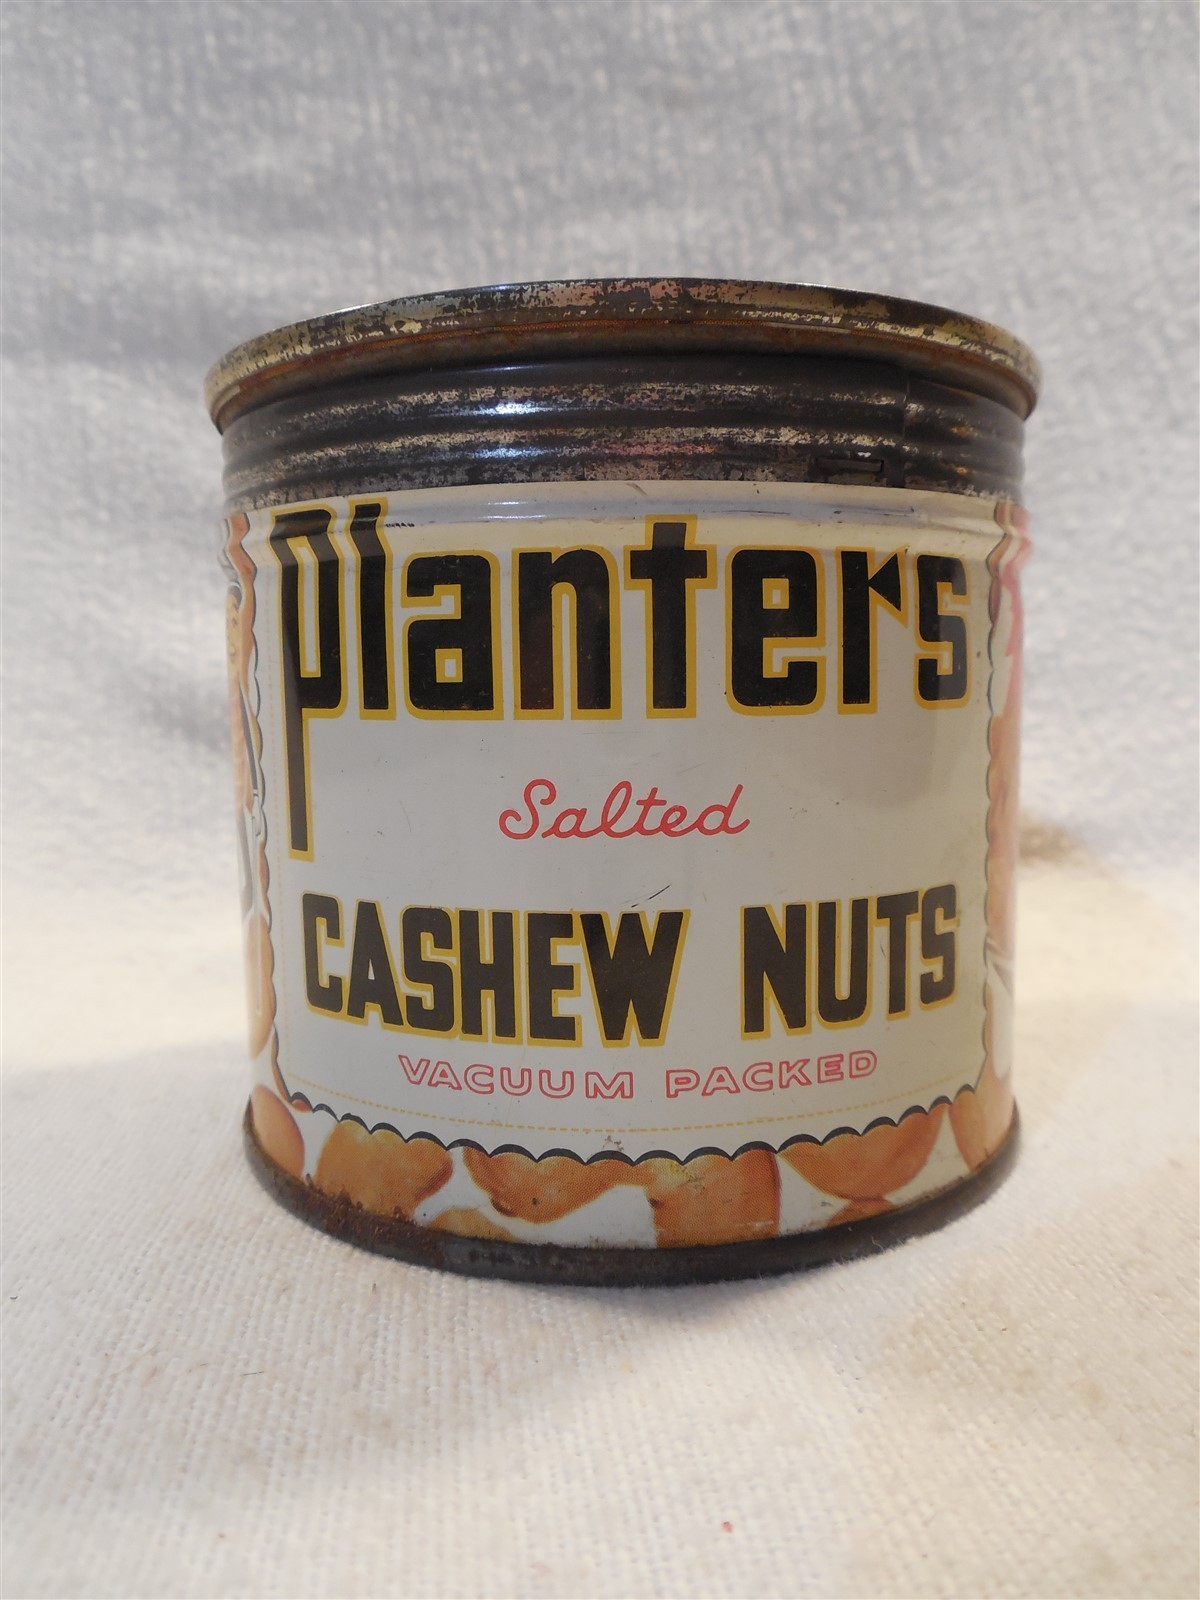 Planters
Salted
CASHEW NUTS
VACUUM PACKED